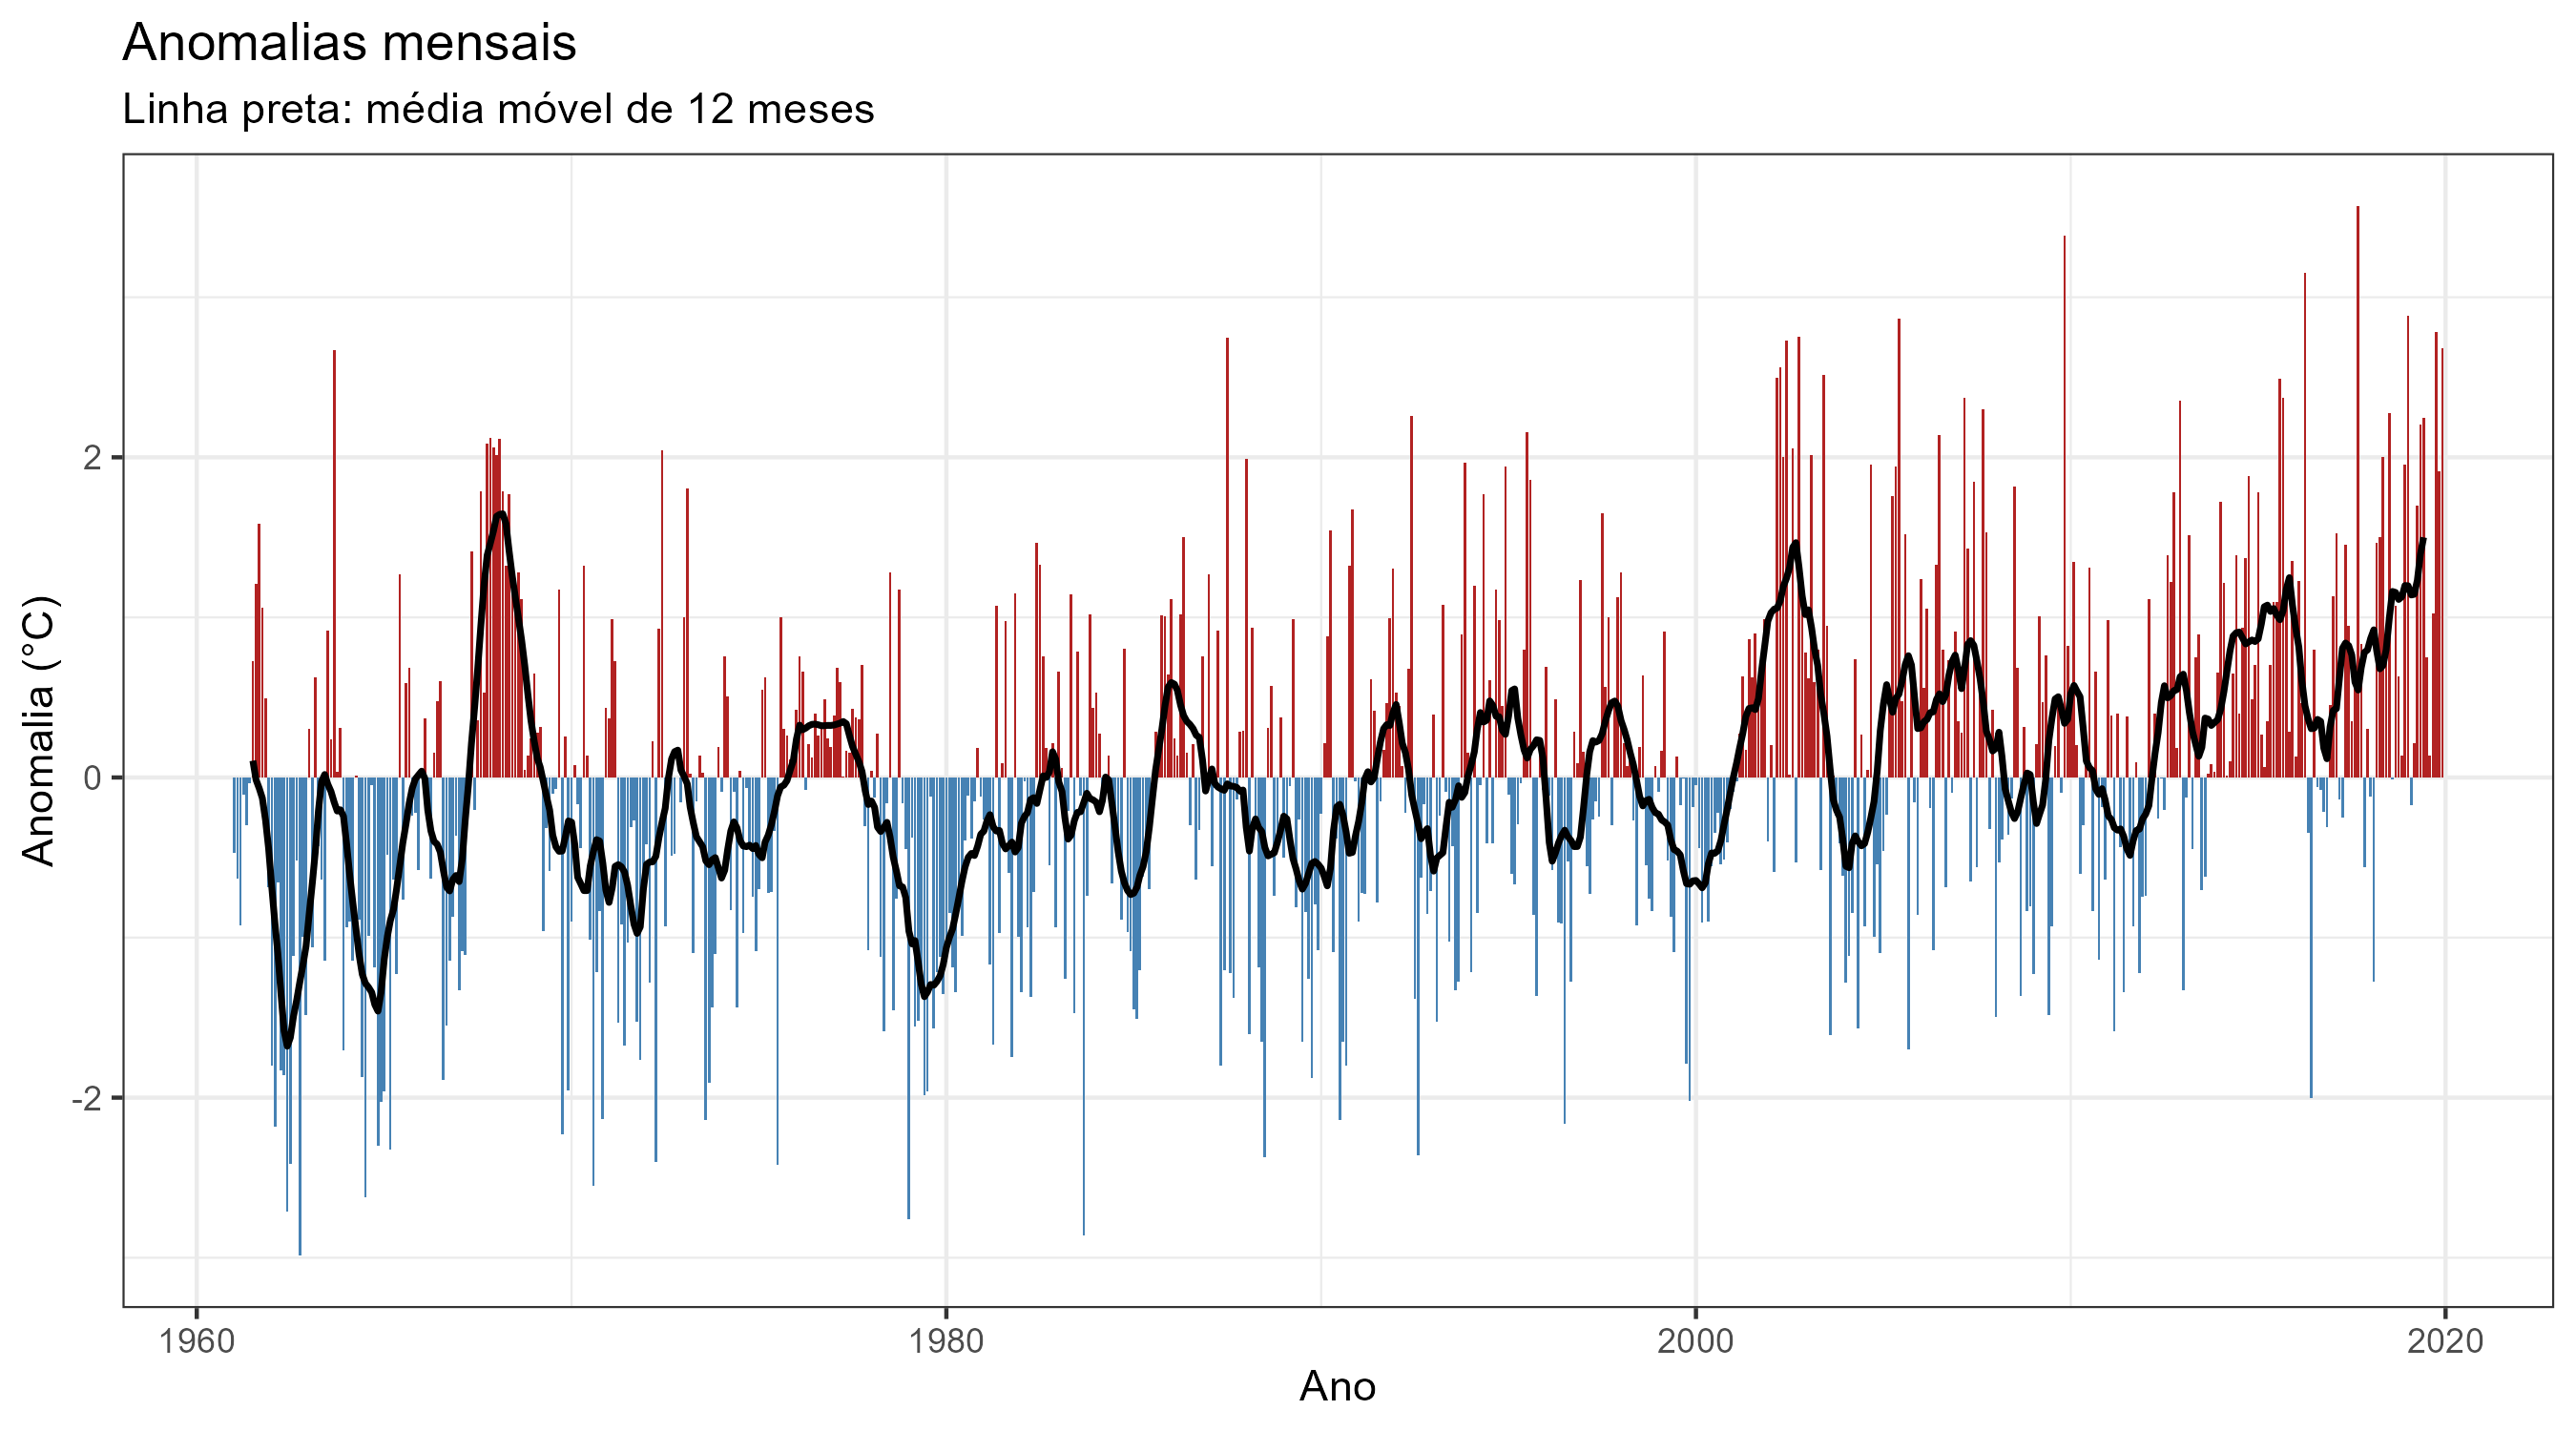 Anomalias mensais
Linha preta: média móvel de 12 meses
Anomalia (°C)
2
0
-2
1960 1980 2000 2020
Ano